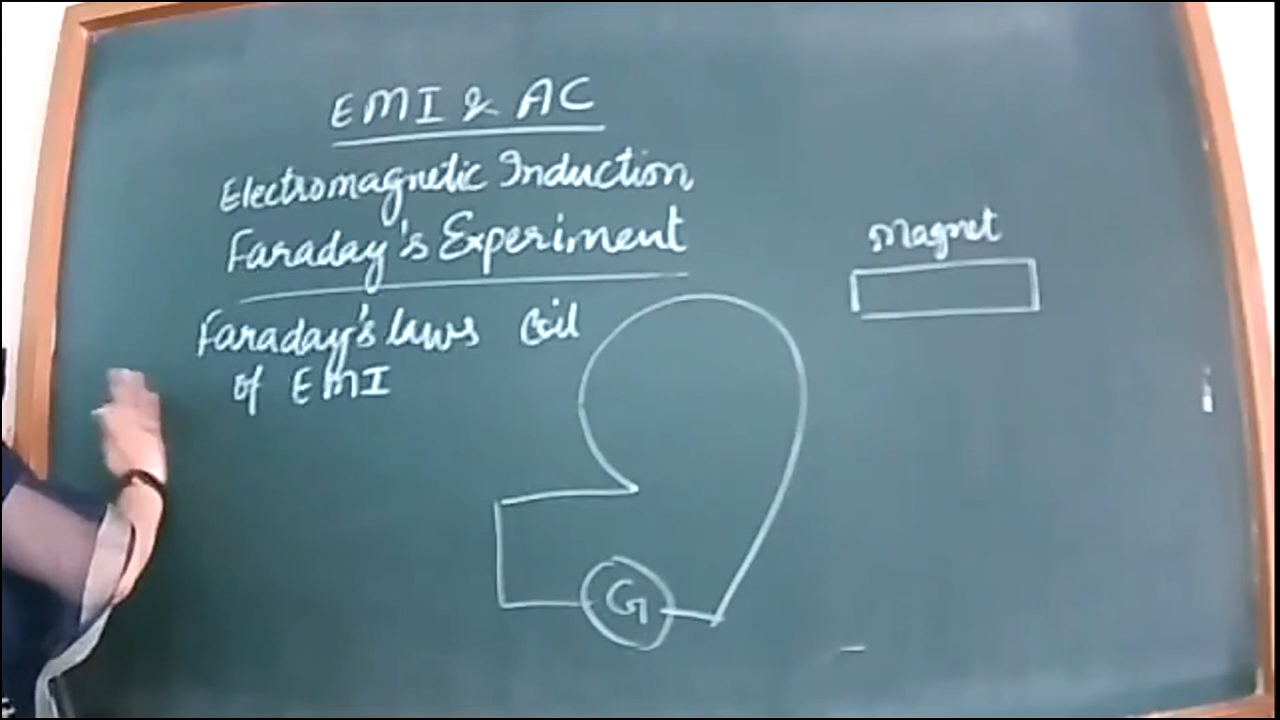 EMI & AC
Electromagnetic Induction
Faraday's Experiment
Magnet
Faraday's laws
of EMI
Coil
G